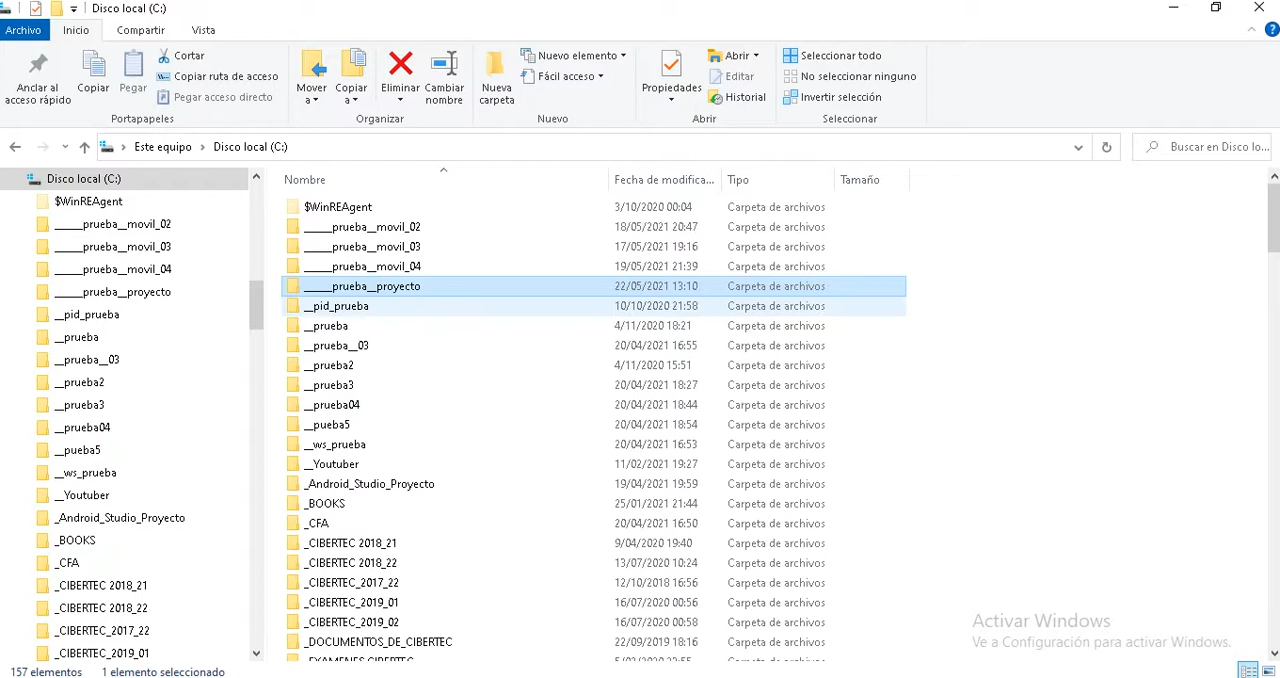 Disco local (C:)
Archivo Inicio Compartir Vista
Anclar al acceso rápido
Copiar
Pegar
Cortar
Copiar ruta de acceso
Pegar acceso directo
Portapapeles
Mover a
Copiar a
Eliminar
Cambiar nombre
Organizar
Nueva carpeta
Nuevo elemento
Fácil acceso
Nuevo
Propiedades
Abrir
Editar
Historial
Abrir
Seleccionar todo
No seleccionar ninguno
Invertir selección
Seleccionar
Este equipo > Disco local (C:)
Buscar en Disco lo...
Disco local (C:)
$WinREAgent
______prueba__movil_02
______prueba__movil_03
______prueba__movil_04
______prueba__proyecto
__pid_prueba
__prueba
__prueba__03
__prueba2
__prueba3
__prueba04
__pueba5
__ws_prueba
__Youtuber
_Android_Studio_Proyecto
_BOOKS
_CFA
_CIBERTEC 2018_21
_CIBERTEC 2018_22
_CIBERTEC_2017_22
_CIBERTEC_2019_01
Nombre Fecha de modifica... Tipo Tamaño
$WinREAgent 3/10/2020 00:04 Carpeta de archivos
______prueba__movil_02 18/05/2021 20:47 Carpeta de archivos
______prueba__movil_03 17/05/2021 19:16 Carpeta de archivos
______prueba__movil_04 19/05/2021 21:39 Carpeta de archivos
______prueba__proyecto 22/05/2021 13:10 Carpeta de archivos
__pid_prueba 10/10/2020 21:58 Carpeta de archivos
__prueba 4/11/2020 18:21 Carpeta de archivos
__prueba__03 20/04/2021 16:55 Carpeta de archivos
__prueba2 4/11/2020 15:51 Carpeta de archivos
__prueba3 20/04/2021 18:27 Carpeta de archivos
__prueba04 20/04/2021 18:44 Carpeta de archivos
__pueba5 20/04/2021 18:54 Carpeta de archivos
__ws_prueba 20/04/2021 16:53 Carpeta de archivos
__Youtuber 11/02/2021 19:27 Carpeta de archivos
_Android_Studio_Proyecto 19/04/2021 19:59 Carpeta de archivos
_BOOKS 25/01/2021 21:44 Carpeta de archivos
_CFA 20/04/2021 16:50 Carpeta de archivos
_CIBERTEC 2018_21 9/04/2020 19:40 Carpeta de archivos
_CIBERTEC 2018_22 13/07/2020 10:24 Carpeta de archivos
_CIBERTEC_2017_22 12/10/2018 16:56 Carpeta de archivos
_CIBERTEC_2019_01 16/07/2020 00:56 Carpeta de archivos
_CIBERTEC_2019_02 16/07/2020 00:58 Carpeta de archivos
_DOCUMENTOS_DE_CIBERTEC 22/09/2019 18:16 Carpeta de archivos
Activar Windows
Ve a Configuración para activar Windows.
157 elementos 1 elemento seleccionado